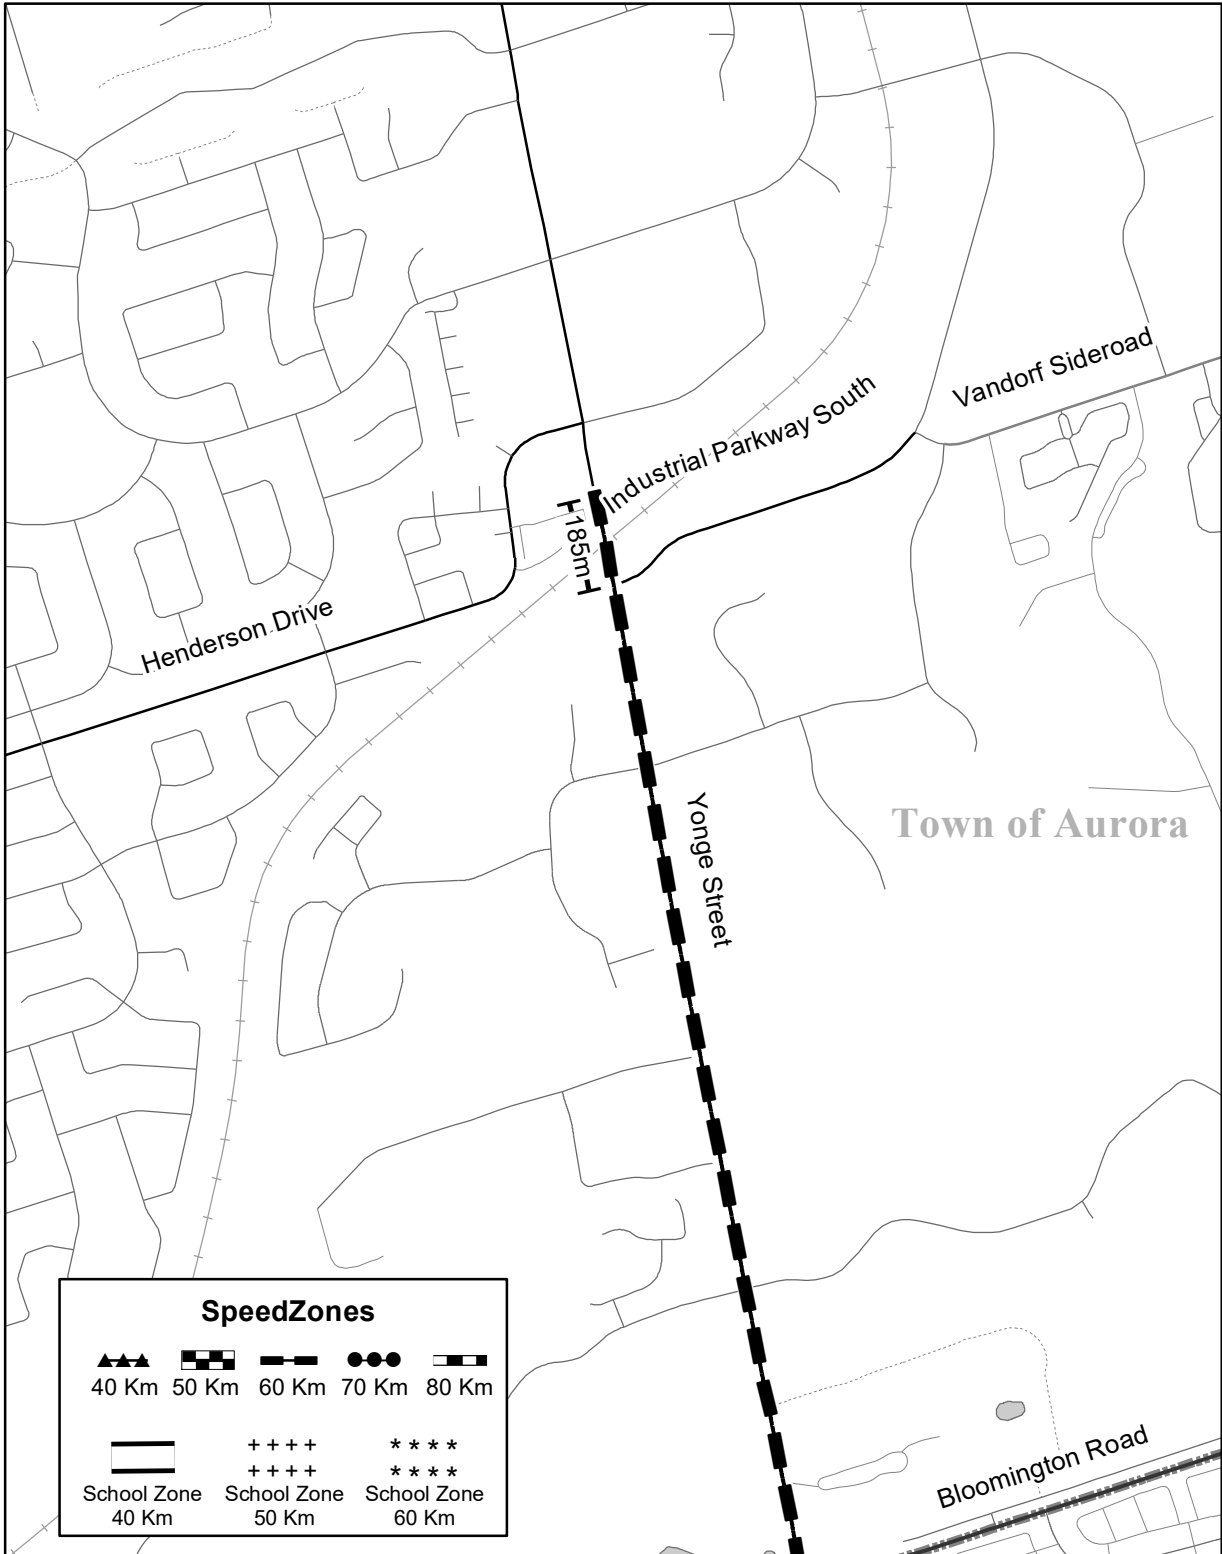 Vandorf Sideroad
Industrial Parkway South
185m
Henderson Drive
Yonge Street
Town of Aurora
Bloomington Road
SpeedZones
40 Km 50 Km 60 Km 70 Km 80 Km
School Zone School Zone School Zone
40 Km 50 Km 60 Km